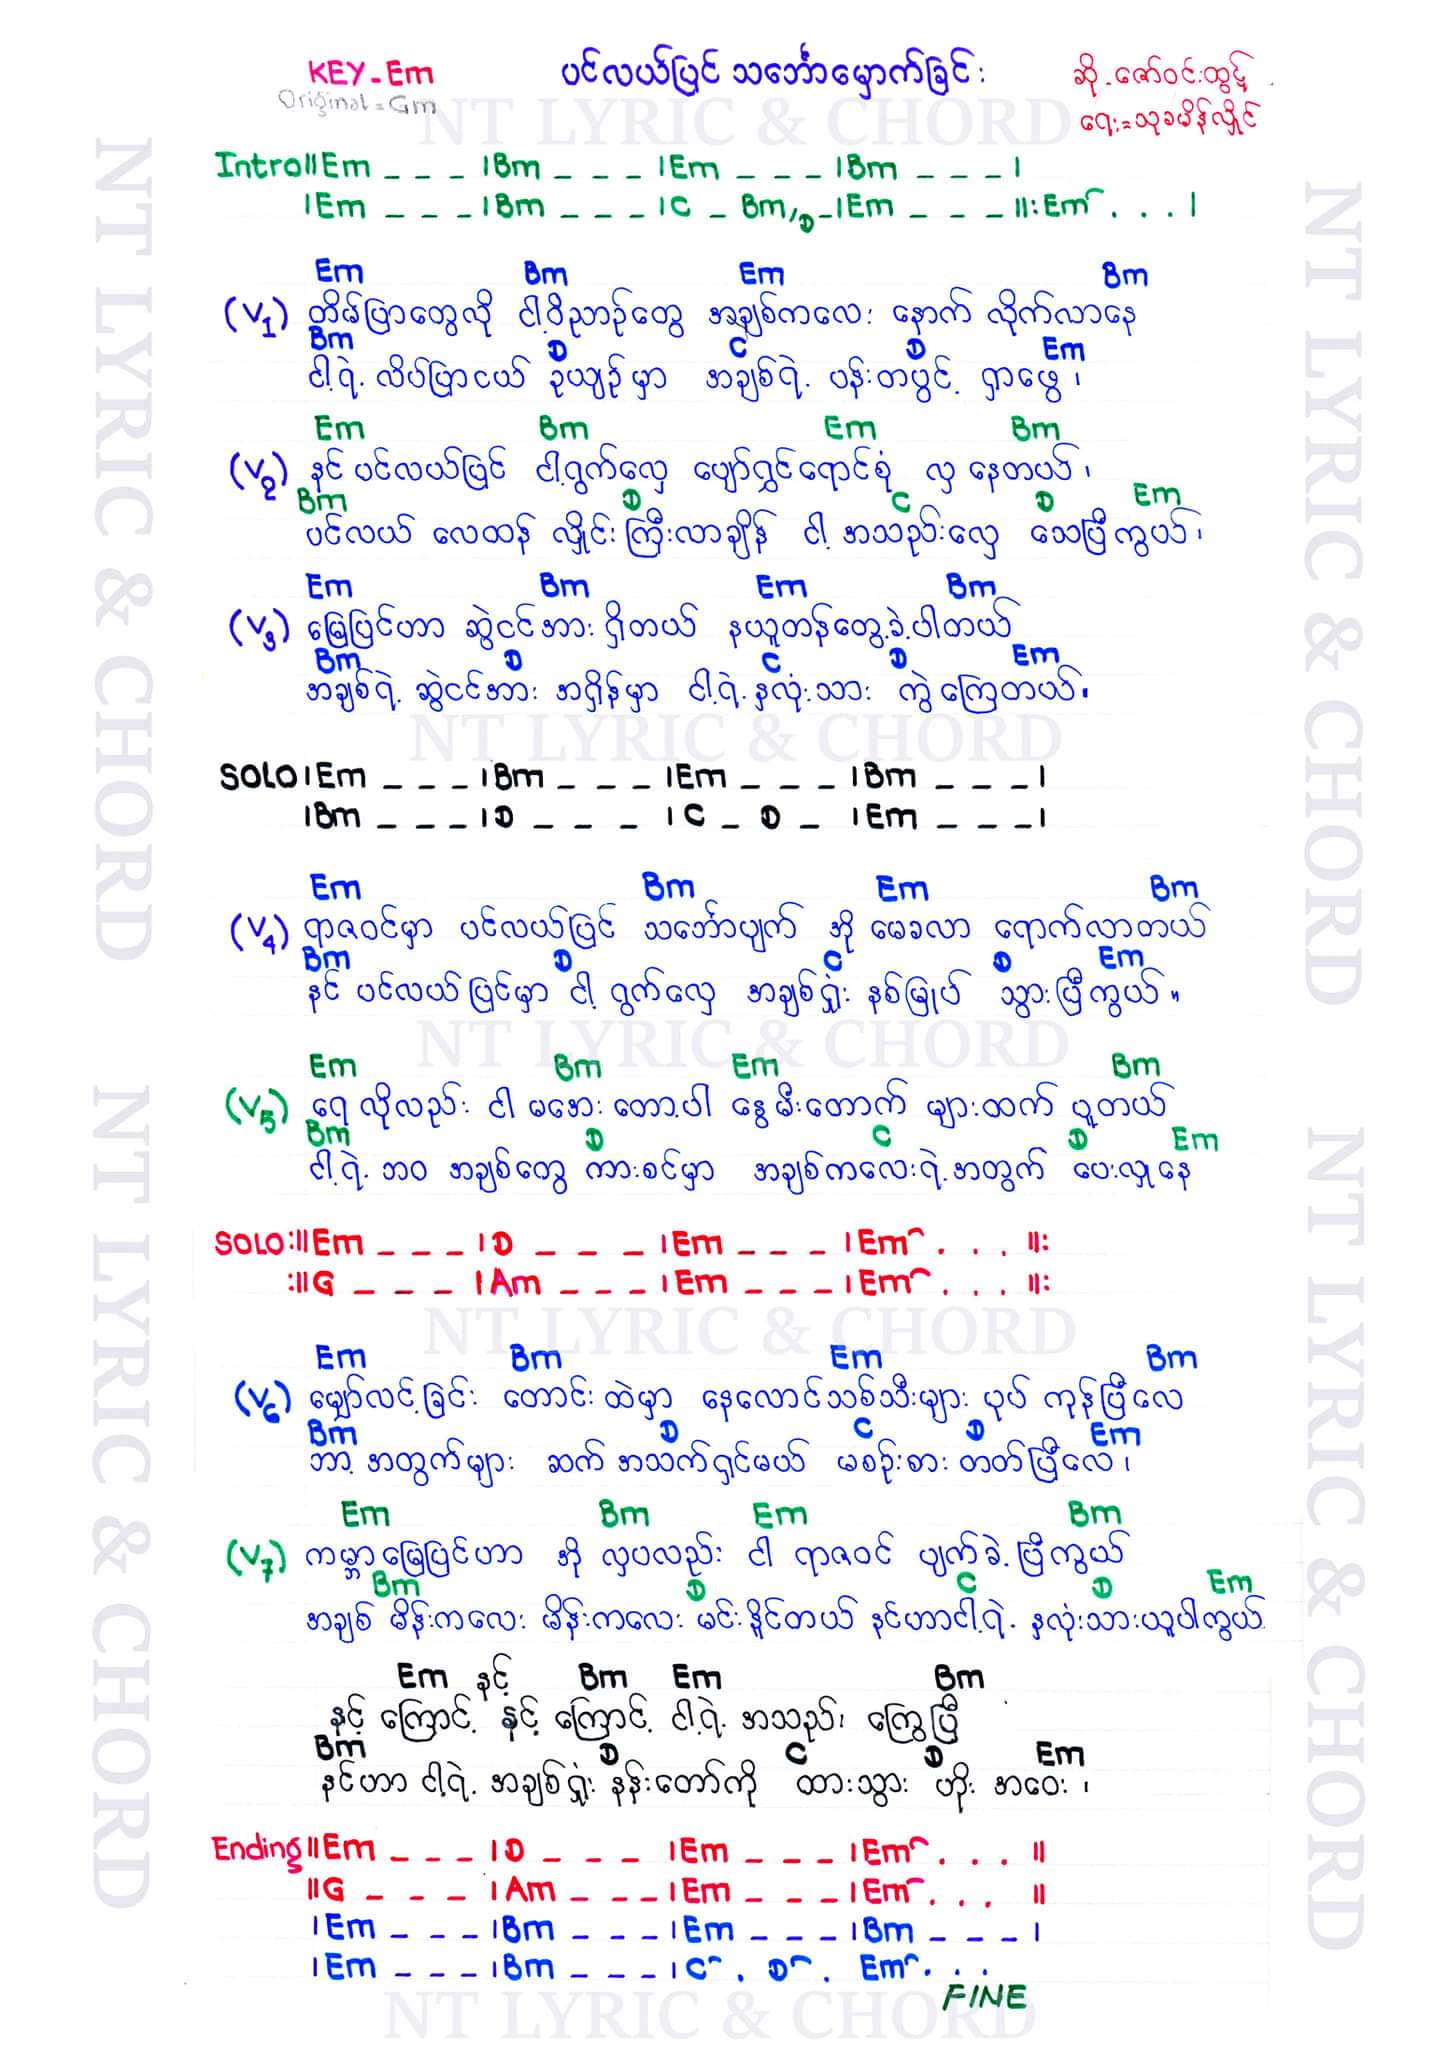 KEY - Em
Original = Gm
ပင်လယ်ပြင် သင်္ဘောမှောက်ခြင်း
ဆို - ဇော်ဝင်းထွဋ်
ရေး = သုခမိန်လှိုင်
NT LYRIC & CHORD
Intro ||Em _ _ _ |Bm _ _ _ |Em _ _ _ |Bm _ _ _ |
|Em _ _ _ |Bm _ _ _ |C _ Bm/D _ |Em _ _ _ ||: Em⌒ . . . |
Em Bm Em Bm
(V1) တိမ်ပြာတွေလို ငါ့ဝိညာဉ်တွေ အချစ်ကလေး နောက် လိုက်လာနေ
Bm D C D Em
ငါ့ရဲ့ လိပ်ပြာငယ် ဥယျာဉ်မှာ အချစ်ရဲ့ ပန်းတပွင့် ရှာဖွေ ၊
Em Bm Em Bm
(V2) နင် ပင်လယ်ပြင် ငါ့ရွက်လှေ ပျော်ရွှင်ရောင်စုံ လှ နေတယ် ၊
Bm D C D Em
ပင်လယ် လေထန် လှိုင်းကြီးလာချိန် ငါ့ အသည်းလှေ သေပြီကွယ် ၊
Em Bm Em Bm
(V3) မြေပြင်ဟာ ဆွဲငင်အား ရှိတယ် နယူတန်တွေ့ခဲ့ပါတယ်
Bm D C D Em
အချစ်ရဲ့ ဆွဲငင်အား အရှိန်မှာ ငါ့ရဲ့ နှလုံးသား ကွဲကြေတယ်။
NT LYRIC & CHORD
SOLO |Em _ _ _ |Bm _ _ _ |Em _ _ _ |Bm _ _ _ |
|Bm _ _ _ |D _ _ _ |C _ D _ |Em _ _ _ |
Em Bm Em Bm
(V4) ရာဇဝင်မှာ ပင်လယ်ပြင် သင်္ဘောပျက် အို မေခလာ ရောက်လာတယ်
Bm D C D Em
နင် ပင်လယ်ပြင်မှာ ငါ့ ရွက်လှေ အချစ်ရှုံး နစ်မြုပ် သွားပြီကွယ် ။
NT LYRIC & CHORD
Em Bm Em Bm
(V5) ရေ လိုလည်း ငါ မအေးတော့ပါ နွေမီးတောက် များထက် ပူတယ်
Bm D C D Em
ငါ့ရဲ့ ဘဝ အချစ်တွေ ကားစင်မှာ အချစ်ကလေးရဲ့အတွက် ပေးလှူနေ
SOLO :||Em _ _ _ |D _ _ _ |Em _ _ _ |Em⌒ . . . ||:
:||G _ _ _ |Am _ _ _ |Em _ _ _ |Em⌒ . . . ||:
NT LYRIC & CHORD
Em Bm Em Bm
(V6) မျှော်လင့်ခြင်း တောင်းထဲမှာ နေလောင်သစ်သီးများ ပုပ် ကုန်ပြီလေ
Bm D C D Em
ဘာ့ အတွက်များ ဆက် အသက်ရှင်မယ် မစဉ်းစား တတ်ပြီလေ ၊
Em Bm Em Bm
(V7) ကမ္ဘာမြေပြင်ဟာ အို လှပလည်း ငါ ရာဇဝင် ပျက်ခဲ့ ပြီကွယ်
Bm D C D Em
အချစ် မိန်းကလေး မိန်းကလေး မင်းနိုင်တယ် နင်ဟာငါ့ရဲ့ နှလုံးသားယူပါကွယ်
Em နင့် Bm Em Bm
နင့် ကြောင့် နင့် ကြောင့် ငါ့ရဲ့ အသည်း ကြွေပြီ
Bm D C D Em
နင်ဟာ ငါ့ရဲ့ အချစ်ရှုံး နန်းတော်ကို ထားသွား ဟိုး အဝေး ၊
Ending ||Em _ _ _ |D _ _ _ |Em _ _ _ |Em⌒ . . . ||
||G _ _ _ |Am _ _ _ |Em _ _ _ |Em⌒ . . . ||
|Em _ _ _ |Bm _ _ _ |Em _ _ _ |Bm _ _ _ |
|Em _ _ _ |Bm _ _ _ |C⌒ . D⌒ . Em⌒ . . .
FINE
NT LYRIC & CHORD
NT LYRIC & CHORD NT LYRIC & CHORD
NT LYRIC & CHORD NT LYRIC & CHORD